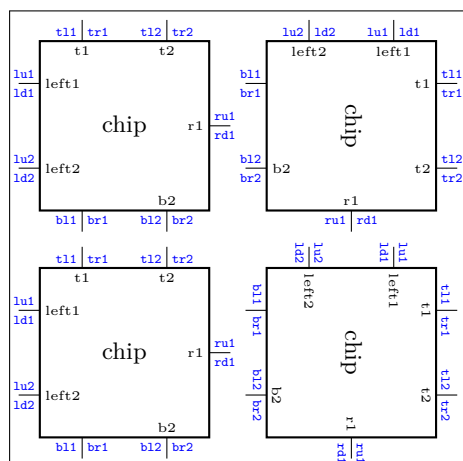 tl1 tr1 tl2 tr2
t1 t2
lu1 left1
ld1
chip
ru1
r1
rd1
lu2
left2
ld2
b2
bl1 br1 bl2 br2
lu2 ld2 lu1 ld1
left2 left1
bl1
br1
t1
tl1
tr1
chip
bl2
b2
br2
t2
tl2
tr2
r1
ru1 rd1
tl1 tr1 tl2 tr2
t1 t2
lu1
left1
ld1
chip
ru1
r1
rd1
lu2
left2
ld2
b2
bl1 br1 bl2 br2
ld2 lu2 ld1 lu1
left2 left1
bl1
br1
t1
tl1
tr1
chip
bl2
b2
br2
t2
tl2
tr2
r1
rd1 ru1